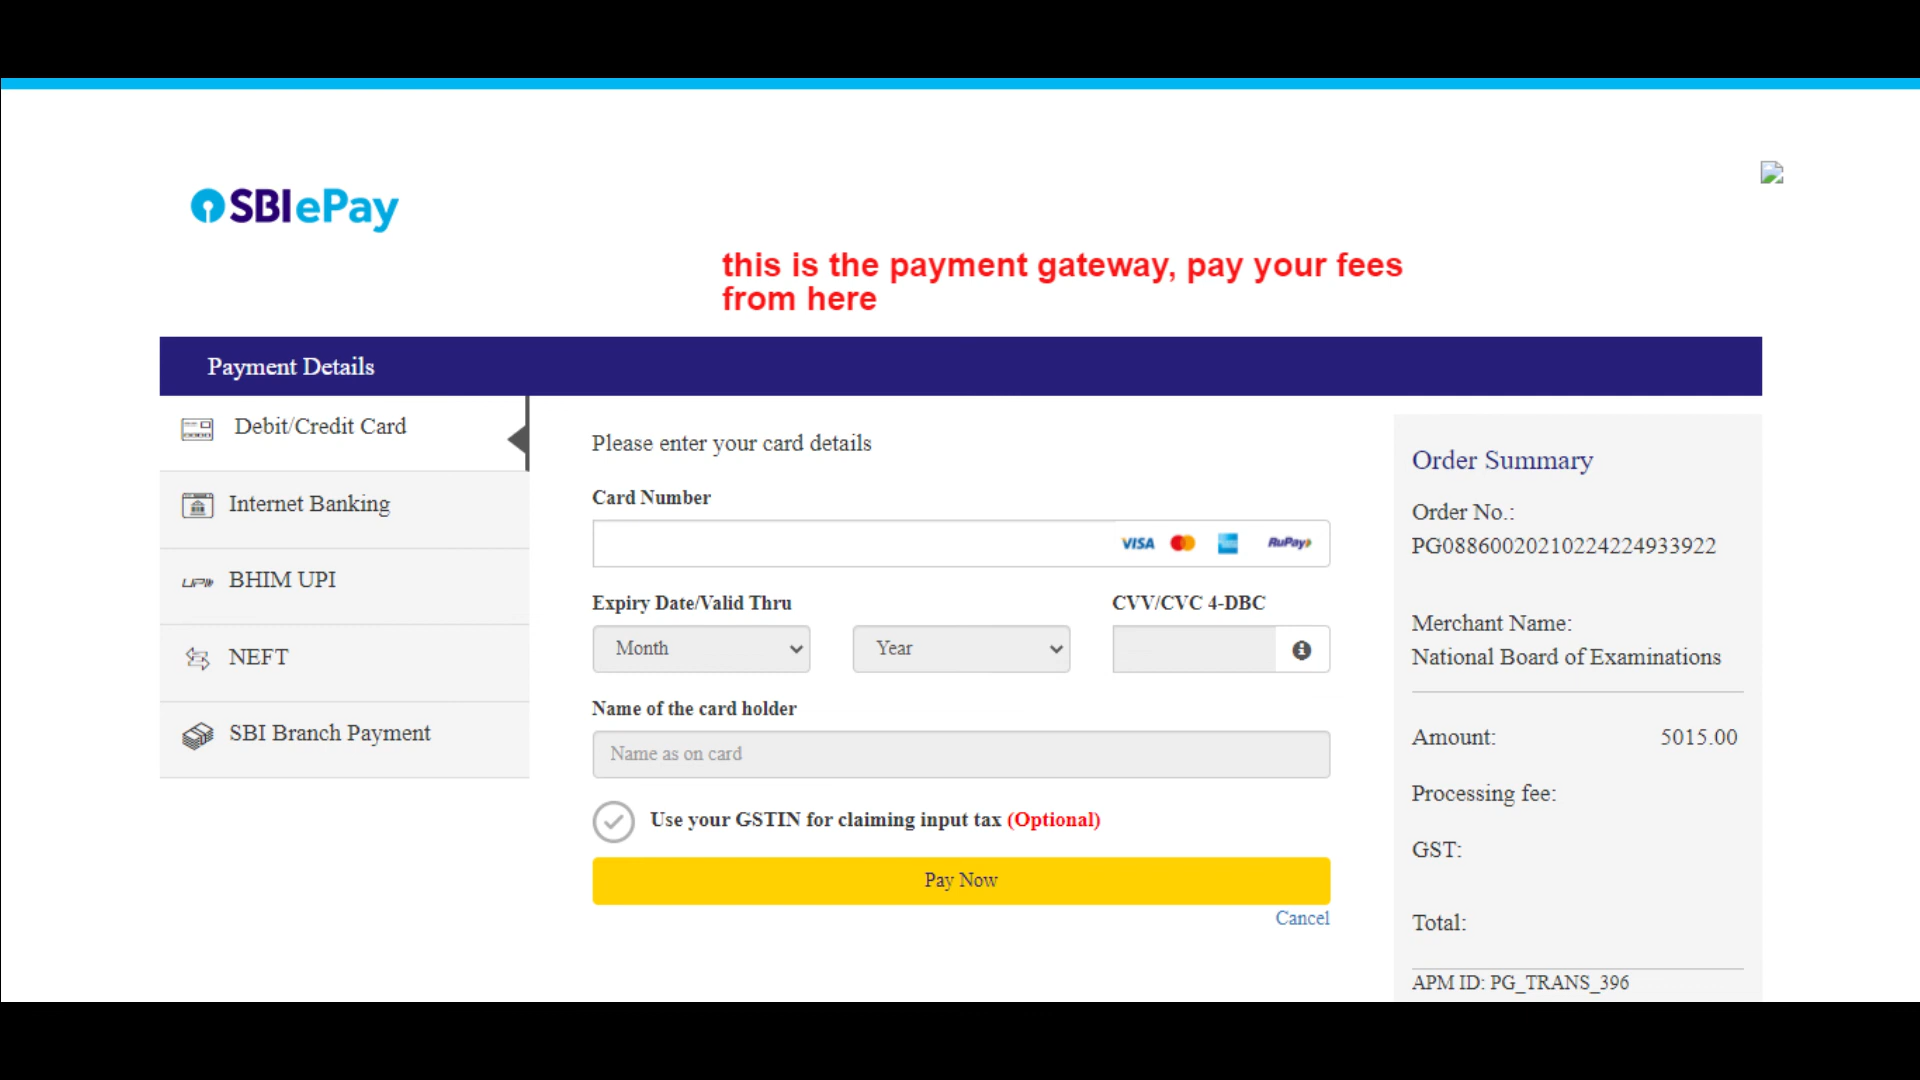 SBI ePay
this is the payment gateway, pay your fees
from here
Payment Details
Debit/Credit Card
Internet Banking
BHIM UPI
NEFT
SBI Branch Payment
Please enter your card details
Card Number
VISA RuPay
Expiry Date/Valid Thru
CVV/CVC 4-DBC
Month
Year
Name of the card holder
Name as on card
Use your GSTIN for claiming input tax (Optional)
Pay Now
Cancel
Order Summary
Order No.:
PG08860020210224224933922
Merchant Name:
National Board of Examinations
Amount: 5015.00
Processing fee:
GST:
Total:
APM ID: PG_TRANS_396